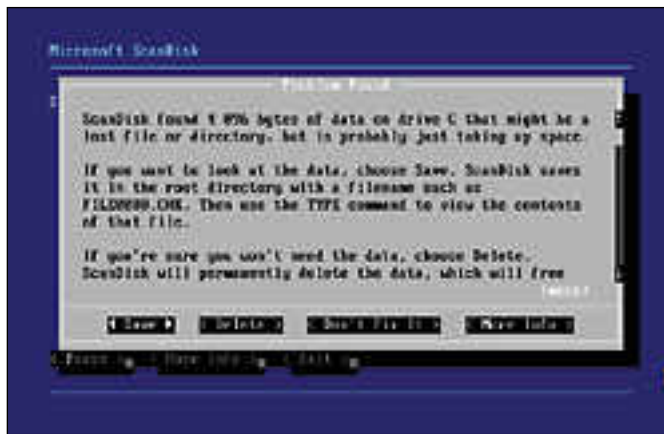 Microsoft ScanDisk
Problem Found
ScanDisk found 4,096 bytes of data on drive C that might be a
lost file or directory, but is probably just taking up space.
If you want to look at the data, choose Save. ScanDisk saves
it in the root directory with a filename such as
FILE0000.CHK. Then use the TYPE command to view the contents
of that file.
If you're sure you won't need the data, choose Delete.
ScanDisk will permanently delete the data, which will free
◄ Save ► < Delete > < Don't Fix It > < More Info >
< Pause > < More Info > < Exit >